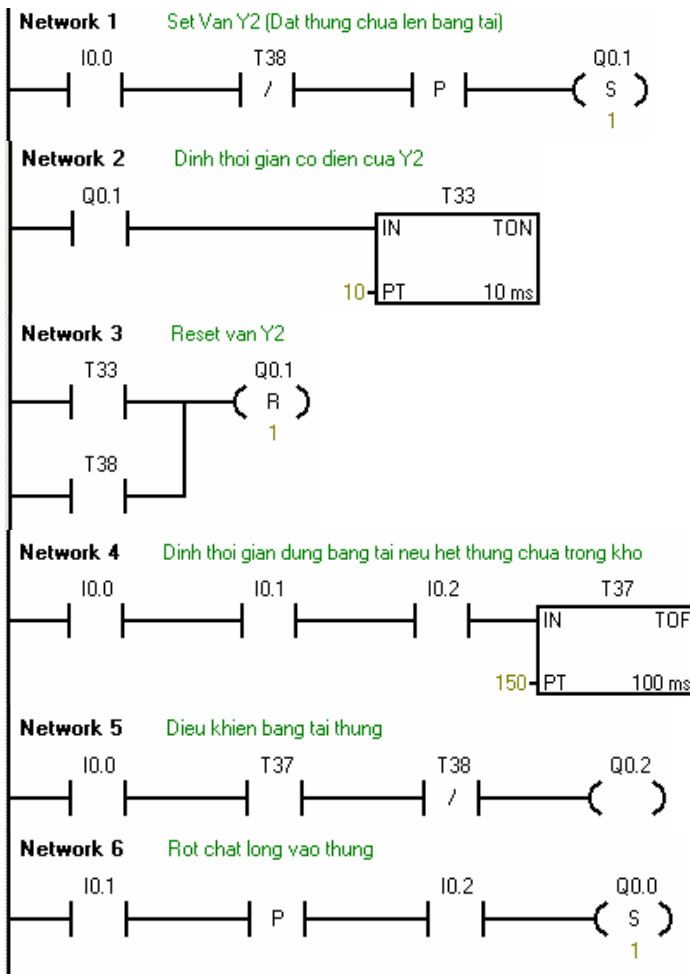 Network 1 Set Van Y2 (Dat thung chua len bang tai)
I0.0 T38 Q0.1
/ P S
1
Network 2 Dinh thoi gian co dien cua Y2
Q0.1 T33
IN TON
10 PT 10 ms
Network 3 Reset van Y2
T33 Q0.1
R
1
T38
Network 4 Dinh thoi gian dung bang tai neu het thung chua trong kho
I0.0 I0.1 I0.2 T37
IN TOF
150 PT 100 ms
Network 5 Dieu khien bang tai thung
I0.0 T37 T38 Q0.2
/
Network 6 Rot chat long vao thung
I0.1 I0.2 Q0.0
P S
1